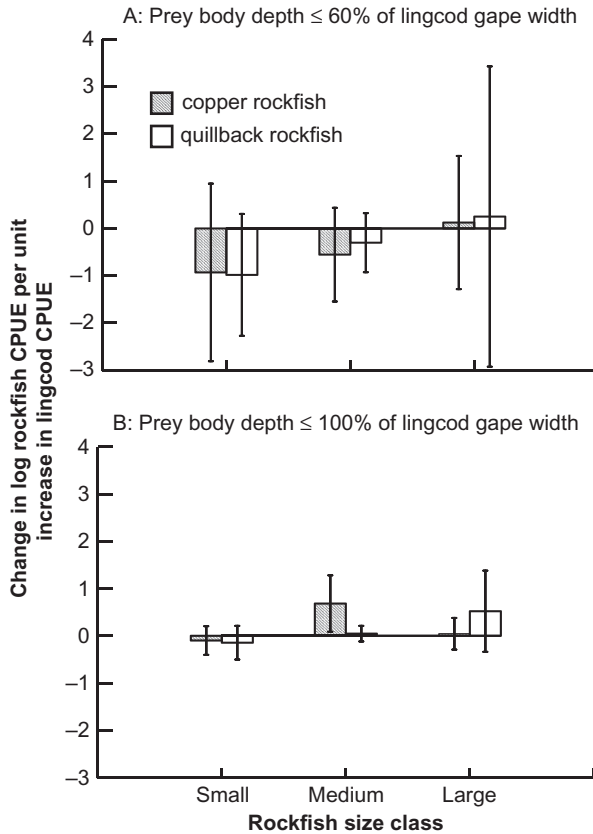 A: Prey body depth ≤ 60% of lingcod gape width
4
3
2
1
0
–1
–2
–3
copper rockfish
quillback rockfish
Change in log rockfish CPUE per unit
increase in lingcod CPUE
B: Prey body depth ≤ 100% of lingcod gape width
4
3
2
1
0
–1
–2
–3
Small Medium Large
Rockfish size class